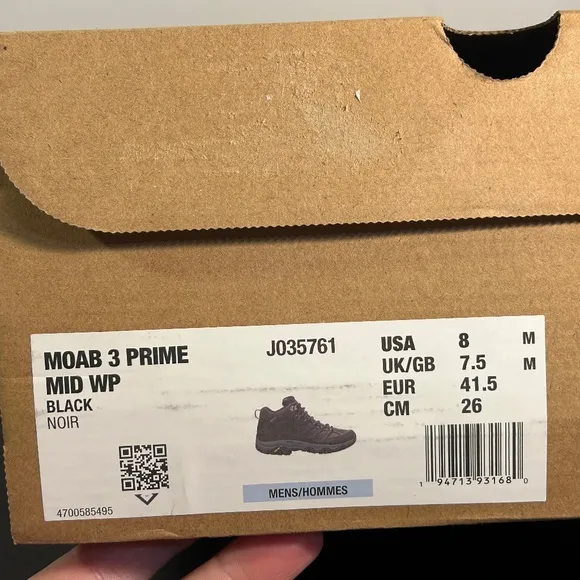 MOAB 3 PRIME
MID WP
BLACK
NOIR
4700585495
J035761
MENS/HOMMES
USA 8 M
UK/GB 7.5 M
EUR 41.5
CM 26
1 94713 93168 0